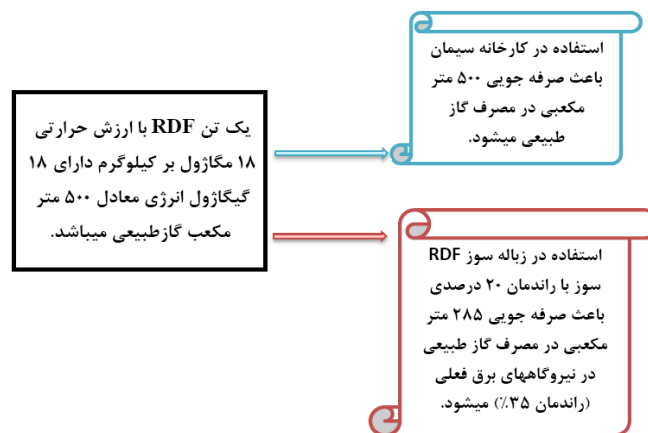 استفاده در کارخانه سیمان
باعث صرفه جویی ۵۰۰ متر
مکعبی در مصرف گاز
طبیعی میشود.
یک تن RDF با ارزش حرارتی
۱۸ مگاژول بر کیلوگرم دارای ۱۸
گیگاژول انرژی معادل ۵۰۰ متر
مکعب گازطبیعی میباشد.
استفاده در زباله سوز RDF
سوز با راندمان ۲۰ درصدی
باعث صرفه جویی ۲۸۵ متر
مکعبی در مصرف گاز طبیعی
در نیروگاههای برق فعلی
(راندمان ۳۵٪) میشود.